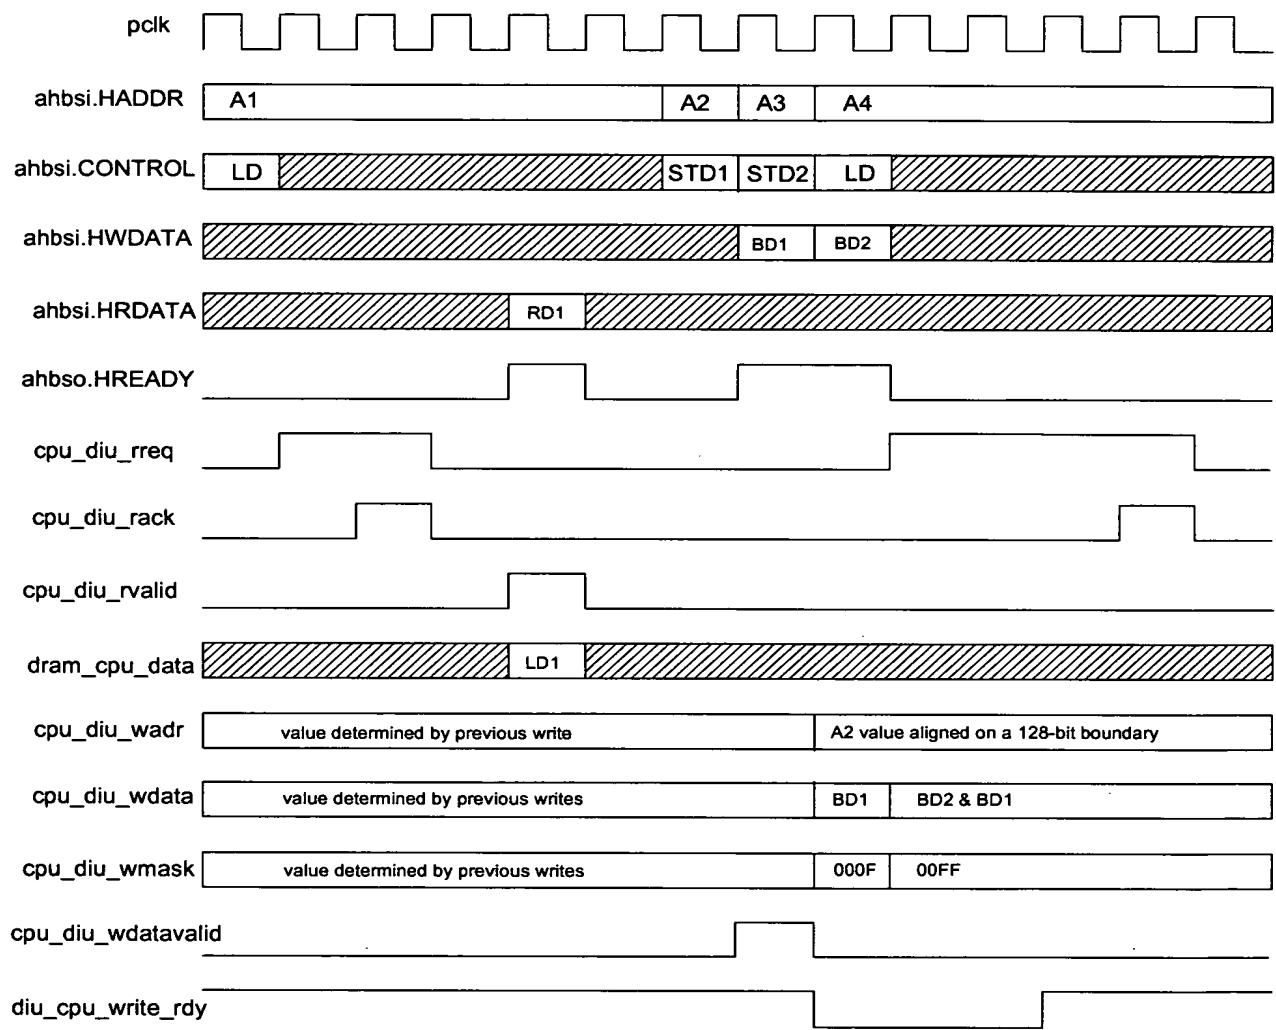 pclk
ahbsi.HADDR A1 A2 A3 A4
ahbsi.CONTROL LD STD1 STD2 LD
ahbsi.HWDATA BD1 BD2
ahbsi.HRDATA RD1
ahbso.HREADY
cpu_diu_rreq
cpu_diu_rack
cpu_diu_rvalid
dram_cpu_data LD1
cpu_diu_wadr value determined by previous write A2 value aligned on a 128-bit boundary
cpu_diu_wdata value determined by previous writes BD1 BD2 & BD1
cpu_diu_wmask value determined by previous writes 000F 00FF
cpu_diu_wdatavalid
diu_cpu_write_rdy